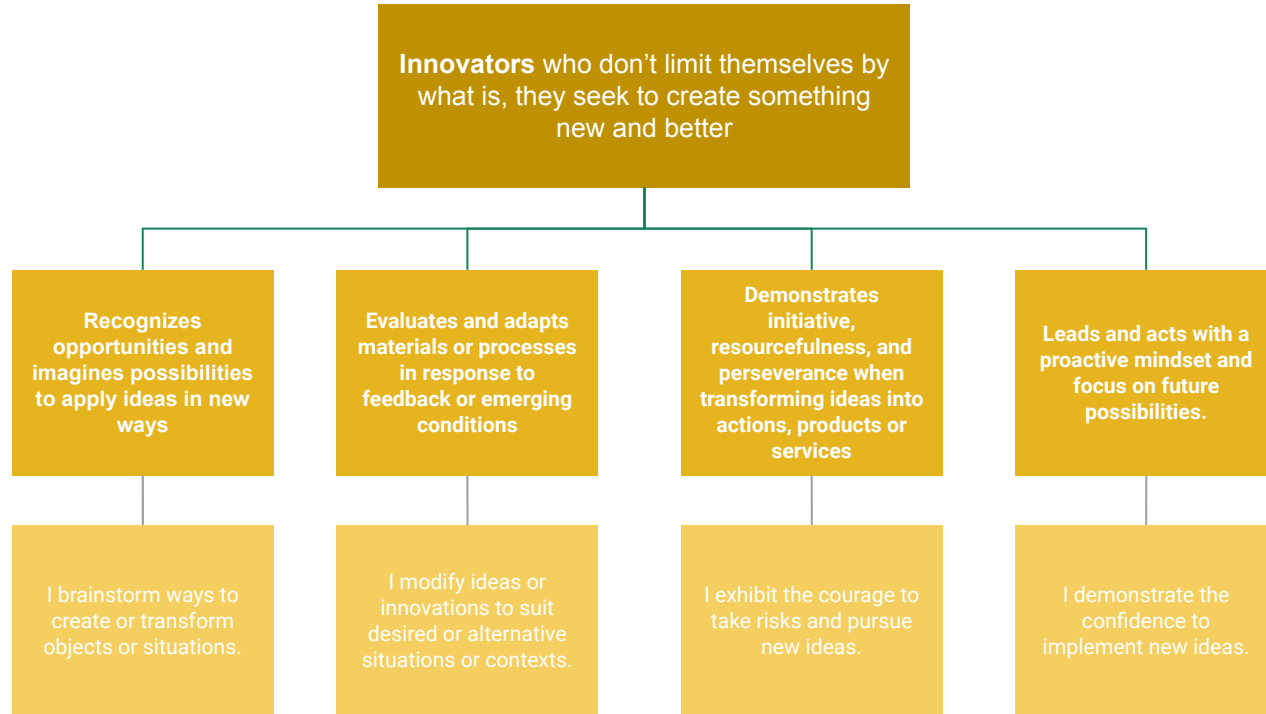 Innovators who don’t limit themselves by
what is, they seek to create something
new and better
Recognizes
opportunities and
imagines possibilities
to apply ideas in new
ways
Evaluates and adapts
materials or processes
in response to
feedback or emerging
conditions
Demonstrates
initiative,
resourcefulness, and
perseverance when
transforming ideas into
actions, products or
services
Leads and acts with a
proactive mindset and
focus on future
possibilities.
I brainstorm ways to
create or transform
objects or situations.
I modify ideas or
innovations to suit
desired or alternative
situations or contexts.
I exhibit the courage to
take risks and pursue
new ideas.
I demonstrate the
confidence to
implement new ideas.